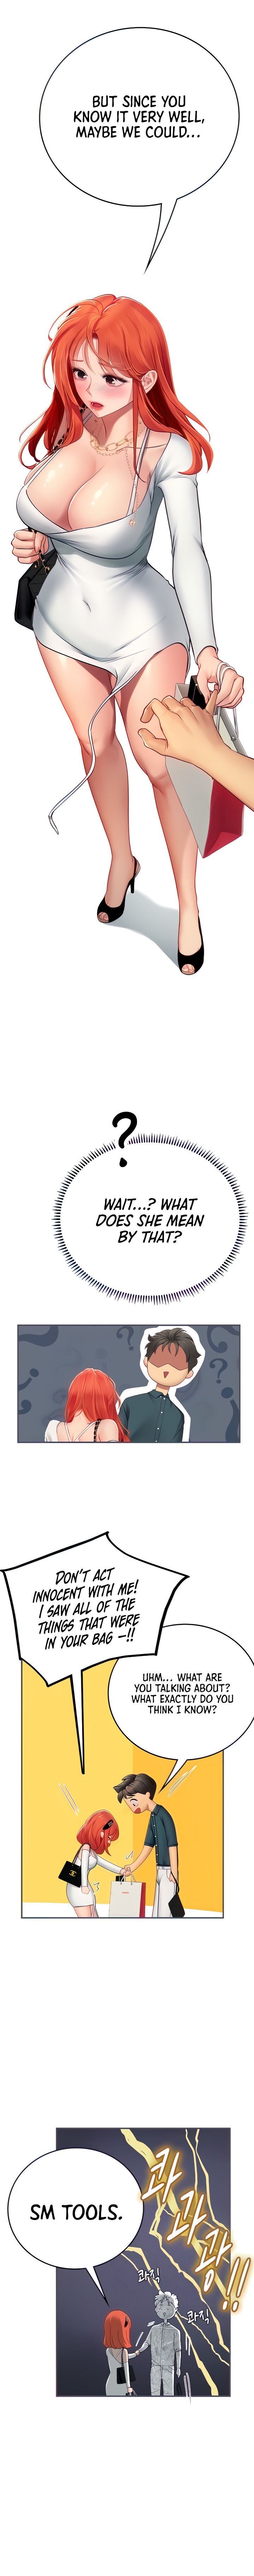 BUT SINCE YOU
KNOW IT VERY WELL,
MAYBE WE COULD...
?
WAIT...? WHAT
DOES SHE MEAN
BY THAT?
DON'T ACT
INNOCENT WITH ME!
I SAW ALL OF THE
THINGS THAT WERE
IN YOUR BAG –!!
UHM... WHAT ARE
YOU TALKING ABOUT?
WHAT EXACTLY DO YOU
THINK I KNOW?
SM TOOLS.
콰
콰
쾅!!
콰직
콰직